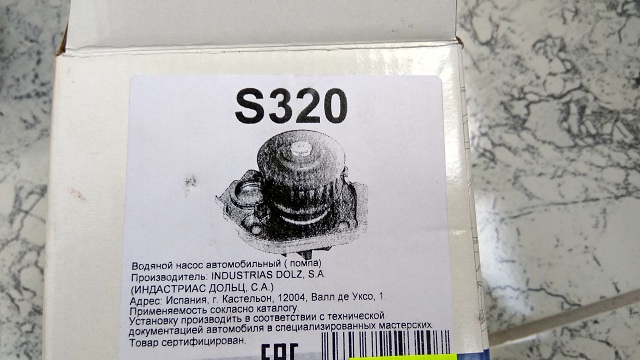 S320
Водяной насос автомобильный ( помпа)
Производитель: INDUSTRIAS DOLZ, S.A
(ИНДАСТРИАС ДОЛЬЦ, С.А.)
Адрес: Испания, г. Кастельон, 12004, Валл де Уксо, 1
Применяемость согласно каталогу.
Установку производить в соответствии с технической
документацией автомобиля в специализированных мастерских.
Товар сертифицирован.
EAC